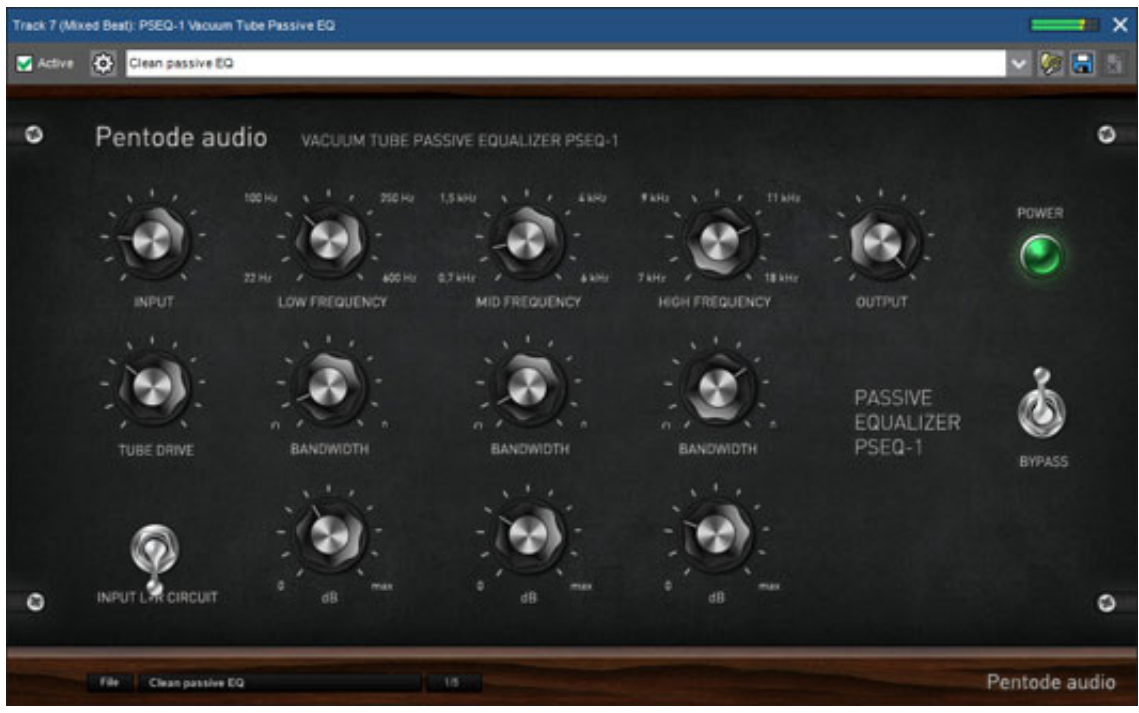 Track 7 (Mixed Beat): PSEQ-1 Vacuum Tube Passive EQ
Active
Clean passive EQ
Pentode audio VACUUM TUBE PASSIVE EQUALIZER PSEQ-1
100 Hz 250 Hz 1,5 kHz 4 kHz 9 kHz 11 kHz
POWER
22 Hz 600 Hz 0,7 kHz 6 kHz 7 kHz 18 kHz
INPUT LOW FREQUENCY MID FREQUENCY HIGH FREQUENCY OUTPUT
PASSIVE
EQUALIZER
PSEQ-1
TUBE DRIVE BANDWIDTH BANDWIDTH BANDWIDTH
BYPASS
0 max 0 max 0 max
INPUT L+R CIRCUIT dB dB dB
File Clean passive EQ 1/5
Pentode audio